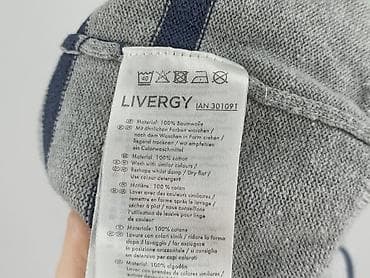 40
LIVERGY IAN 301091
Material: 100% Baumwolle
Mit ähnlichen Farben waschen /
nach dem Waschen in Form ziehen /
liegend trocknen / wir empfehlen
ein Colorwaschmittel
Material: 100% cotton
Wash with similar colours /
Reshape whilst damp / Dry flat /
Use colour detergent
Matière: 100% coton
Laver avec des couleurs similaires /
remettre en forme après le lavage /
sécher à plat / nous conseillons
l'utilisation de lessive pour linge
de couleur
Materiale: 100% cotone
Lavare con colori simili / ridare forma
dopo il lavaggio / far asciugare
in posizione orizzontale / si consiglia
un detersivo per capi colorati
Material: 100% algodón
Lavar con colores similares /